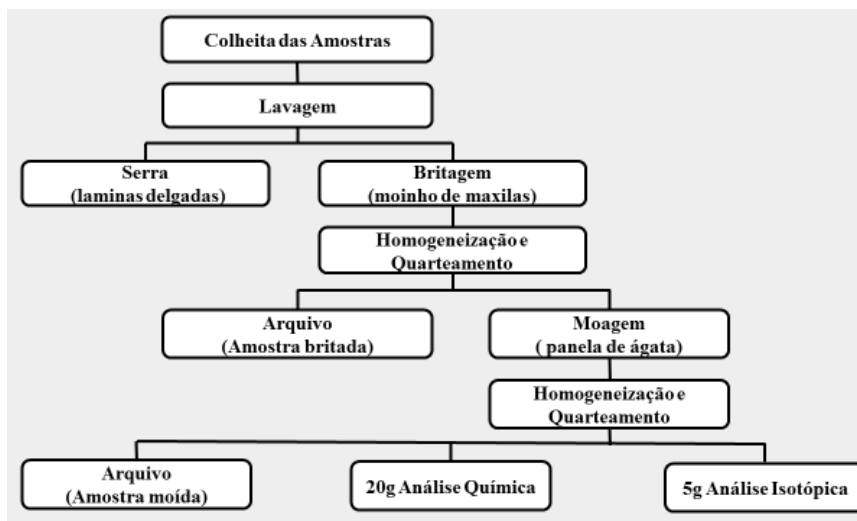 Colheita das Amostras
Lavagem
Serra
(laminas delgadas)
Britagem
(moinho de maxilas)
Homogeneização e
Quarteamento
Arquivo
(Amostra britada)
Moagem
( panela de ágata)
Homogeneização e
Quarteamento
Arquivo
(Amostra moída)
20g Análise Química
5g Análise Isotópica